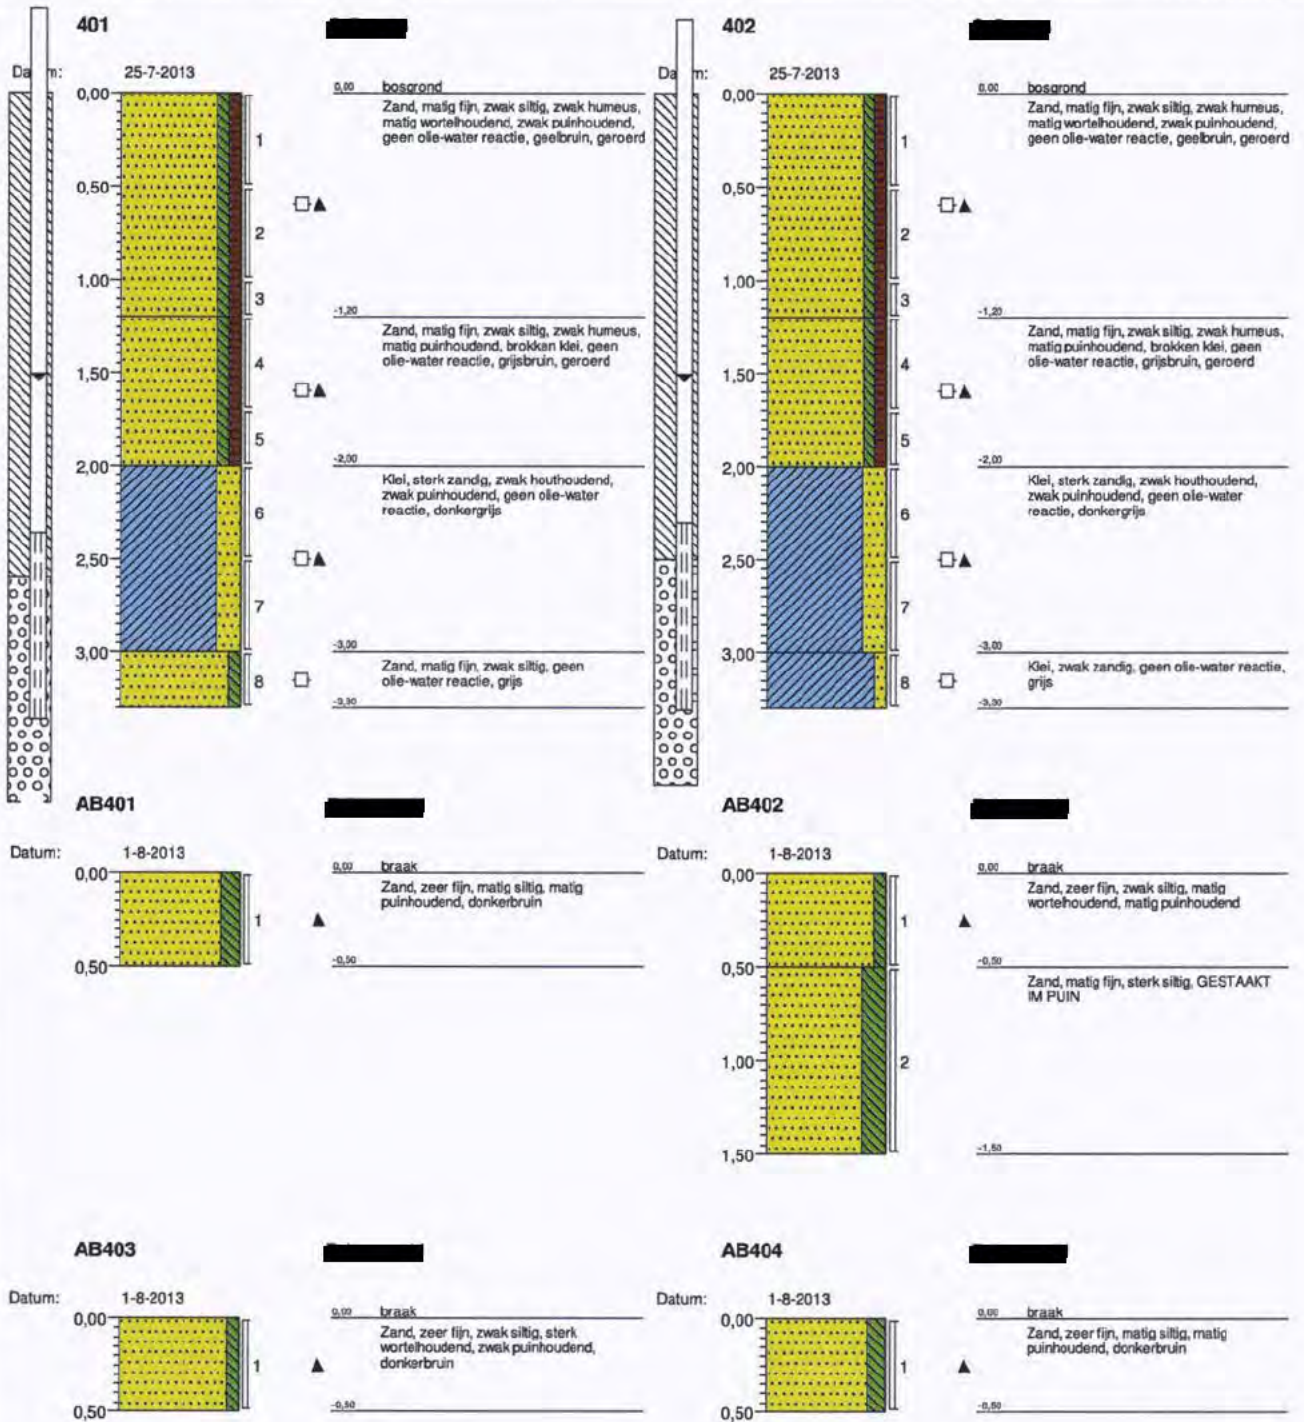 401
Datum: 25-7-2013
0,00
0,50
1,00
1,50
2,00
2,50
3,00
1
2
3
4
5
6
7
8
0,00 bosgrond
Zand, matig fijn, zwak siltig, zwak humeus,
matig wortelhoudend, zwak puinhoudend,
geen olie-water reactie, geelbruin, geroerd
-1,20
Zand, matig fijn, zwak siltig, zwak humeus,
matig puinhoudend, brokken klei, geen
olie-water reactie, grijsbruin, geroerd
-2,00
Klei, sterk zandig, zwak houthoudend,
zwak puinhoudend, geen olie-water
reactie, donkergrijs
-3,00
Zand, matig fijn, zwak siltig, geen
olie-water reactie, grijs
-3,30
402
Datum: 25-7-2013
0,00
0,50
1,00
1,50
2,00
2,50
3,00
1
2
3
4
5
6
7
8
0,00 bosgrond
Zand, matig fijn, zwak siltig, zwak humeus,
matig wortelhoudend, zwak puinhoudend,
geen olie-water reactie, geelbruin, geroerd
-1,20
Zand, matig fijn, zwak siltig, zwak humeus,
matig puinhoudend, brokken klei, geen
olie-water reactie, grijsbruin, geroerd
-2,00
Klei, sterk zandig, zwak houthoudend,
zwak puinhoudend, geen olie-water
reactie, donkergrijs
-3,00
Klei, zwak zandig, geen olie-water reactie,
grijs
-3,30
AB401
Datum: 1-8-2013
0,00
0,50
1
0,00 braak
Zand, zeer fijn, matig siltig, matig
puinhoudend, donkerbruin
-0,50
AB402
Datum: 1-8-2013
0,00
0,50
1,00
1,50
1
2
0,00 braak
Zand, zeer fijn, zwak siltig, matig
wortelhoudend, matig puinhoudend
-0,50
Zand, matig fijn, sterk siltig, GESTAAKT
IM PUIN
-1,50
AB403
Datum: 1-8-2013
0,00
0,50
1
0,00 braak
Zand, zeer fijn, zwak siltig, sterk
wortelhoudend, zwak puinhoudend,
donkerbruin
-0,50
AB404
Datum: 1-8-2013
0,00
0,50
1
0,00 braak
Zand, zeer fijn, matig siltig, matig
puinhoudend, donkerbruin
-0,50